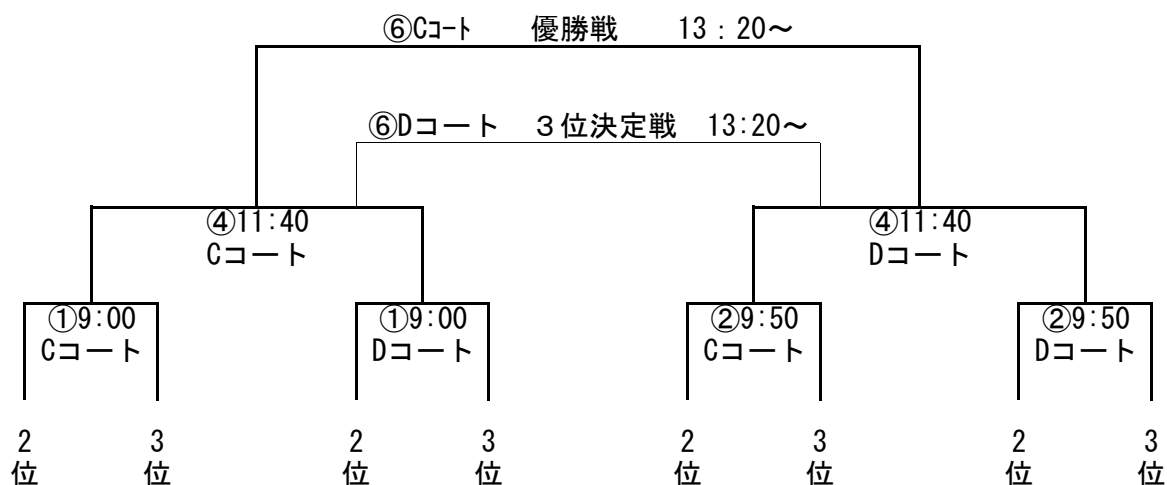 ⑥Cコート 優勝戦 13:20～
⑥Dコート 3位決定戦 13:20～
④11:40
Cコート
④11:40
Dコート
①9:00
Cコート
①9:00
Dコート
②9:50
Cコート
②9:50
Dコート
2位
3位
2位
3位
2位
3位
2位
3位